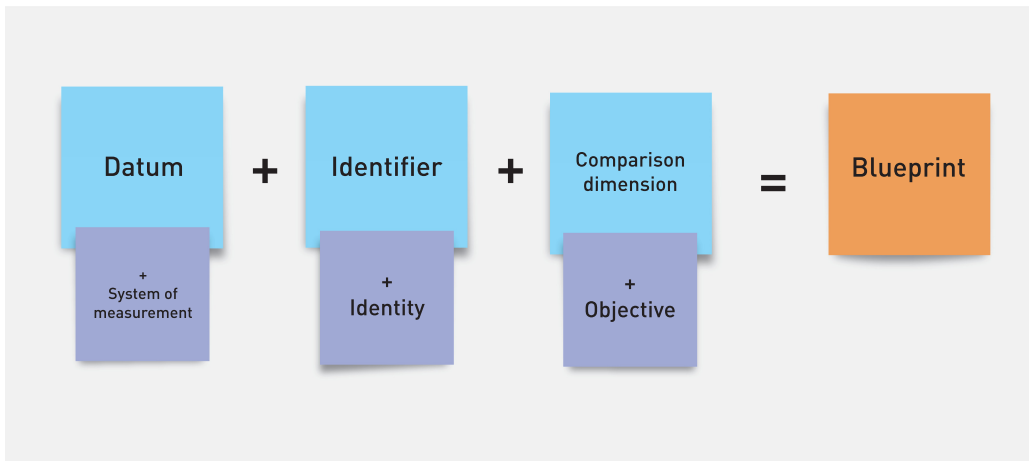 Datum
+
System of
measurement
+
Identifier
+
Identity
+
Comparison
dimension
+
Objective
=
Blueprint